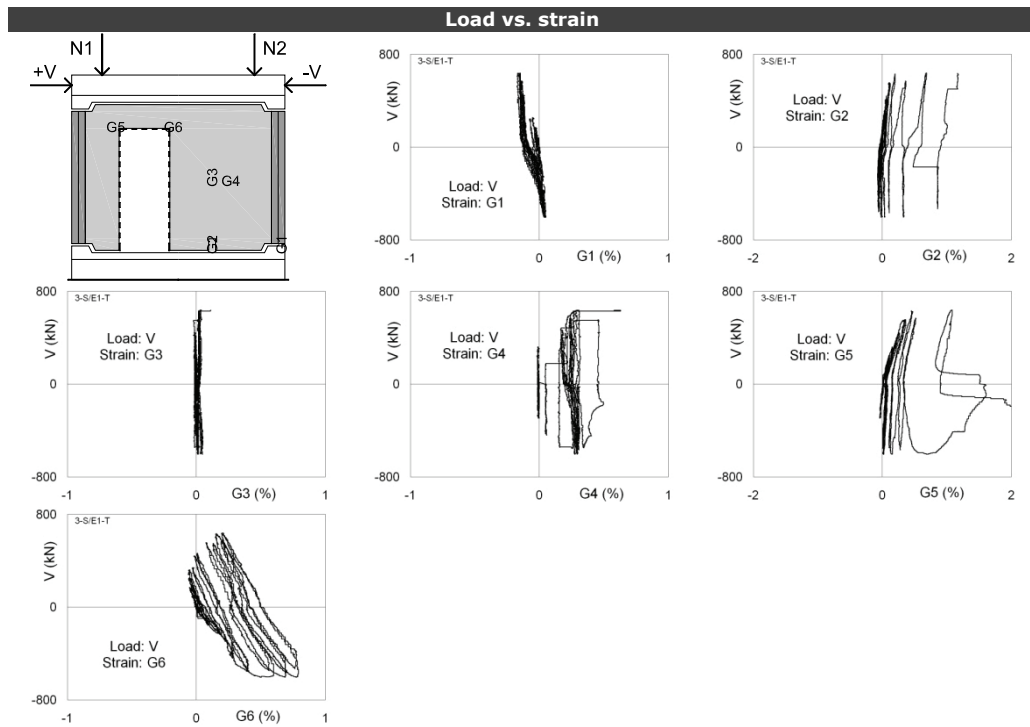 Load vs. strain
N1
N2
+V
-V
G5
G6
G3
G4
G2
G1
3-S/E1-T
V (kN)
800
0
-800
Load: V
Strain: G1
-1
0
G1 (%)
1
3-S/E1-T
V (kN)
800
0
-800
Load: V
Strain: G2
-2
0
G2 (%)
2
3-S/E1-T
V (kN)
800
0
-800
Load: V
Strain: G3
-1
0
G3 (%)
1
3-S/E1-T
V (kN)
800
0
-800
Load: V
Strain: G4
-1
0
G4 (%)
1
3-S/E1-T
V (kN)
800
0
-800
Load: V
Strain: G5
-2
0
G5 (%)
2
3-S/E1-T
V (kN)
800
0
-800
Load: V
Strain: G6
-1
0
G6 (%)
1